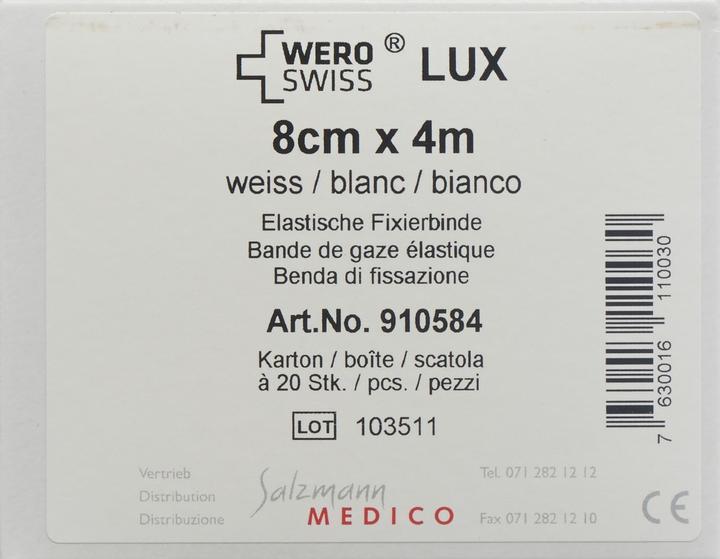 WERO SWISS ® LUX
8cm x 4m
weiss / blanc / bianco
Elastische Fixierbinde
Bande de gaze élastique
Benda di fissazione
Art.No. 910584
Karton / boîte / scatola
à 20 Stk. / pcs. / pezzi
LOT 103511
7 630016 110030
Vertrieb
Distribution
Distribuzione
Salzmann
MEDICO
Tel. 071 282 12 12
Fax 071 282 12 10
CE